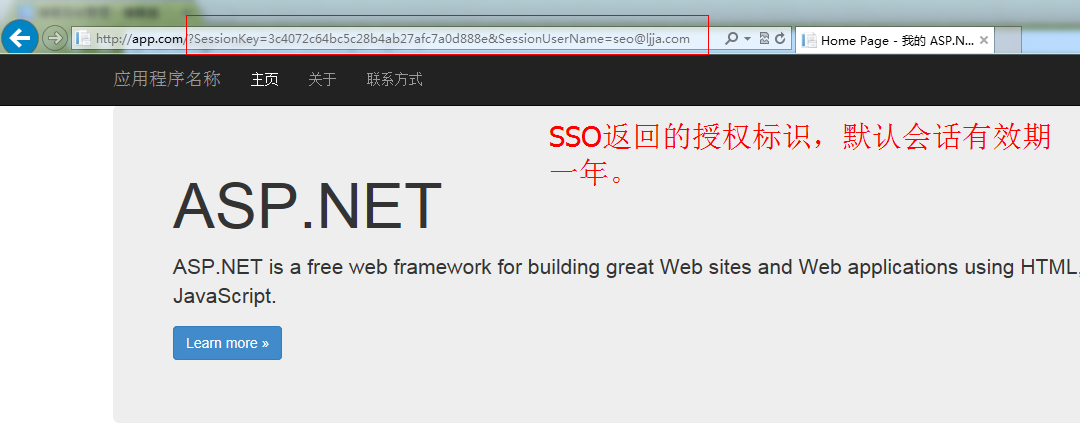 http://app.com/?SessionKey=3c4072c64bc5c28b4ab27afc7a0d888e&SessionUserName=seo@ljja.com
Home Page - 我的 ASP.N...
应用程序名称 主页 关于 联系方式
SSO返回的授权标识，默认会话有效期
一年。
ASP.NET
ASP.NET is a free web framework for building great Web sites and Web applications using HTML,
JavaScript.
Learn more »